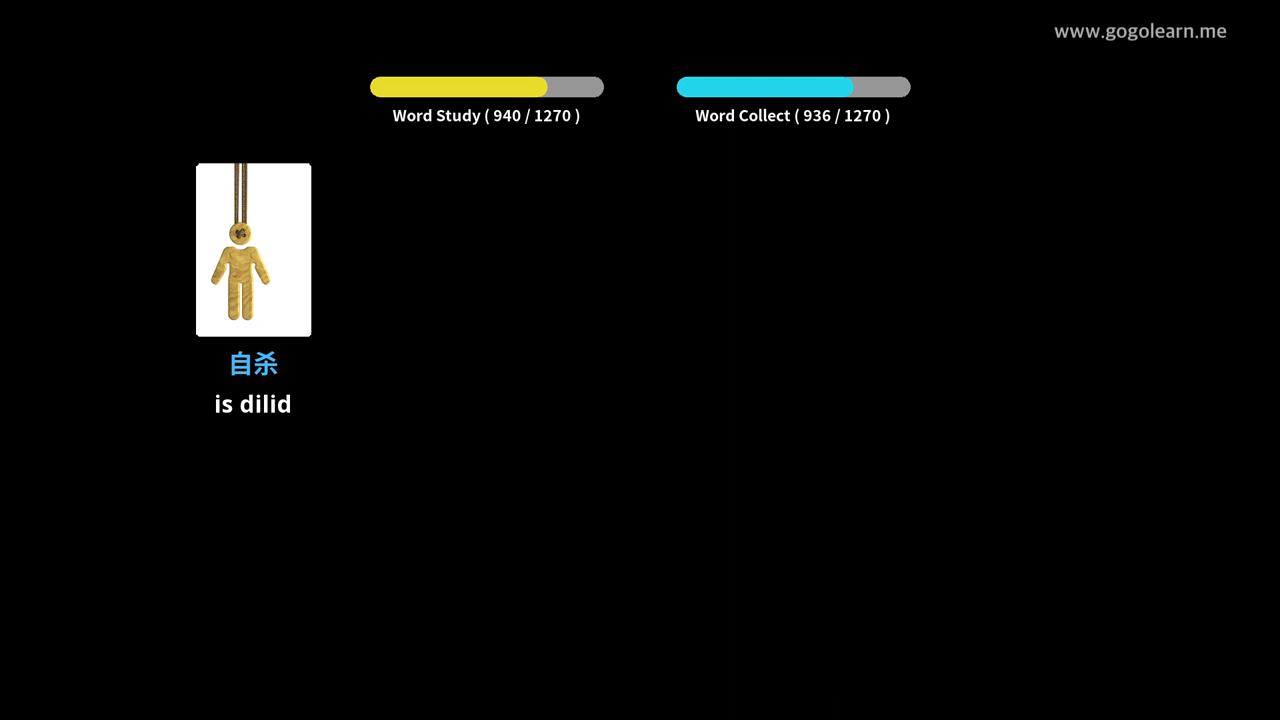 www.gogolearn.me
Word Study ( 940 / 1270 )
Word Collect ( 936 / 1270 )
自杀
is dilid